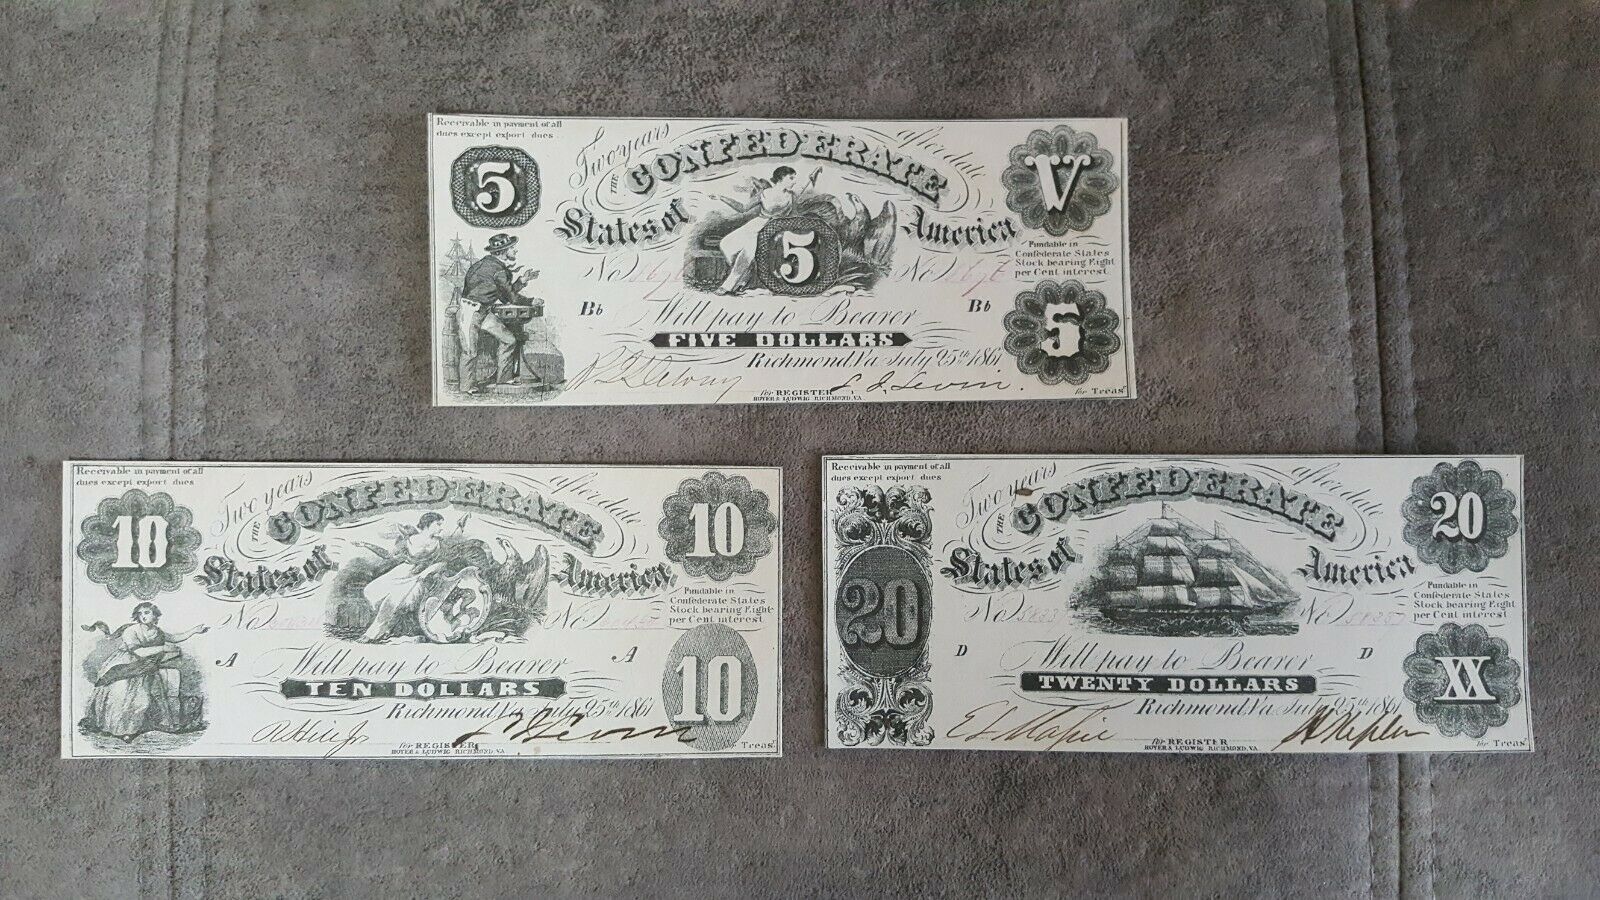 Receivable in payment of all
dues except export dues
Two years after date
THE CONFEDERATE
States of America
5
V
5
Fundable in
Confederate States
Stock bearing Eight
per Cent interest
No No
Bb Bb
Will pay to Bearer
5
FIVE DOLLARS
Richmond, Va July 25th 1861
S. J. Levin.
for REGISTER for Treasr
HOYER & LUDWIG RICHMOND, VA.
Receivable in payment of all
dues except export dues
Two years after date
THE CONFEDERATE
10
10
States of America
Fundable in
Confederate States
Stock bearing Eight
per Cent interest
No No
A A
Will pay to Bearer
10
TEN DOLLARS
Richmond, Va July 25th 1861
for REGISTER for Treasr
HOYER & LUDWIG RICHMOND, VA
Receivable in payment of all
dues except export dues
Two years after date
THE CONFEDERATE
20
States of America
20
Fundable in
Confederate States
Stock bearing Eight
per Cent interest
No No
D D
Will pay to Bearer
XX
TWENTY DOLLARS
Richmond, Va July 25th 1861
for REGISTER for Treasr
HOYER & LUDWIG RICHMOND, VA.